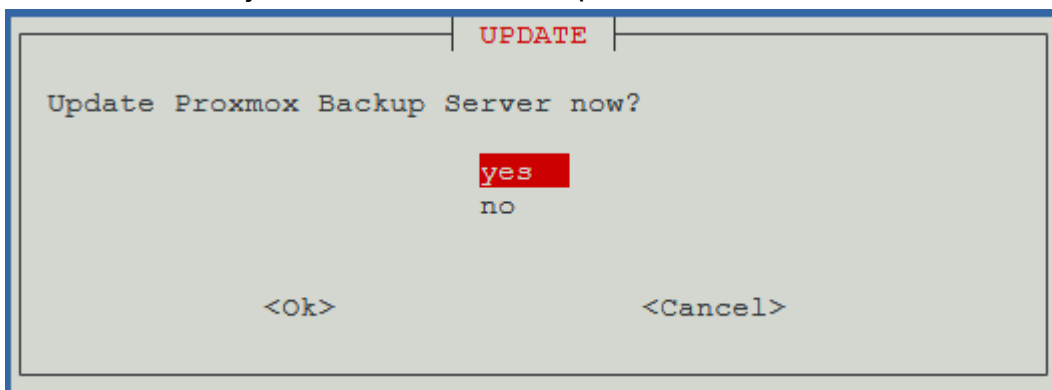 UPDATE
Update Proxmox Backup Server now?
yes
no
<Ok> <Cancel>